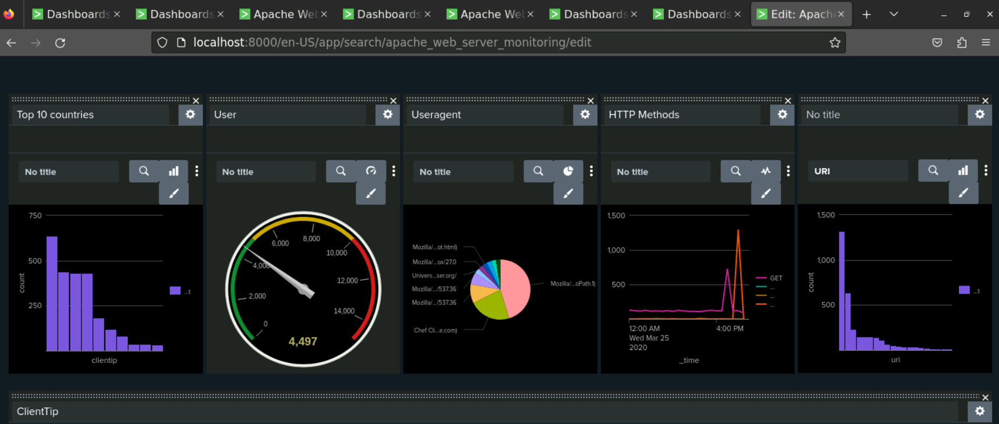 Dashboards
Dashboards
Apache Web
Dashboards
Apache Web
Dashboards
Dashboards
Edit: Apache
localhost:8000/en-US/app/search/apache_web_server_monitoring/edit
Top 10 countries
User
Useragent
HTTP Methods
No title
No title
No title
No title
No title
URI
750
500
250
count
clientip
...t
0
2,000
4,000
6,000
8,000
10,000
12,000
14,000
4,497
Mozilla/...ot.html)
Mozilla/...ox/27.0
Univers...ser.org/
Mozilla/.../537.36
Mozilla/.../537.36
Chef Cli...e.com)
Mozilla/...oPath.1)
1,500
1,000
500
12:00 AM
Wed Mar 25
2020
4:00 PM
_time
GET
...
...
...
1,500
1,000
500
count
uri
...t
ClientTip